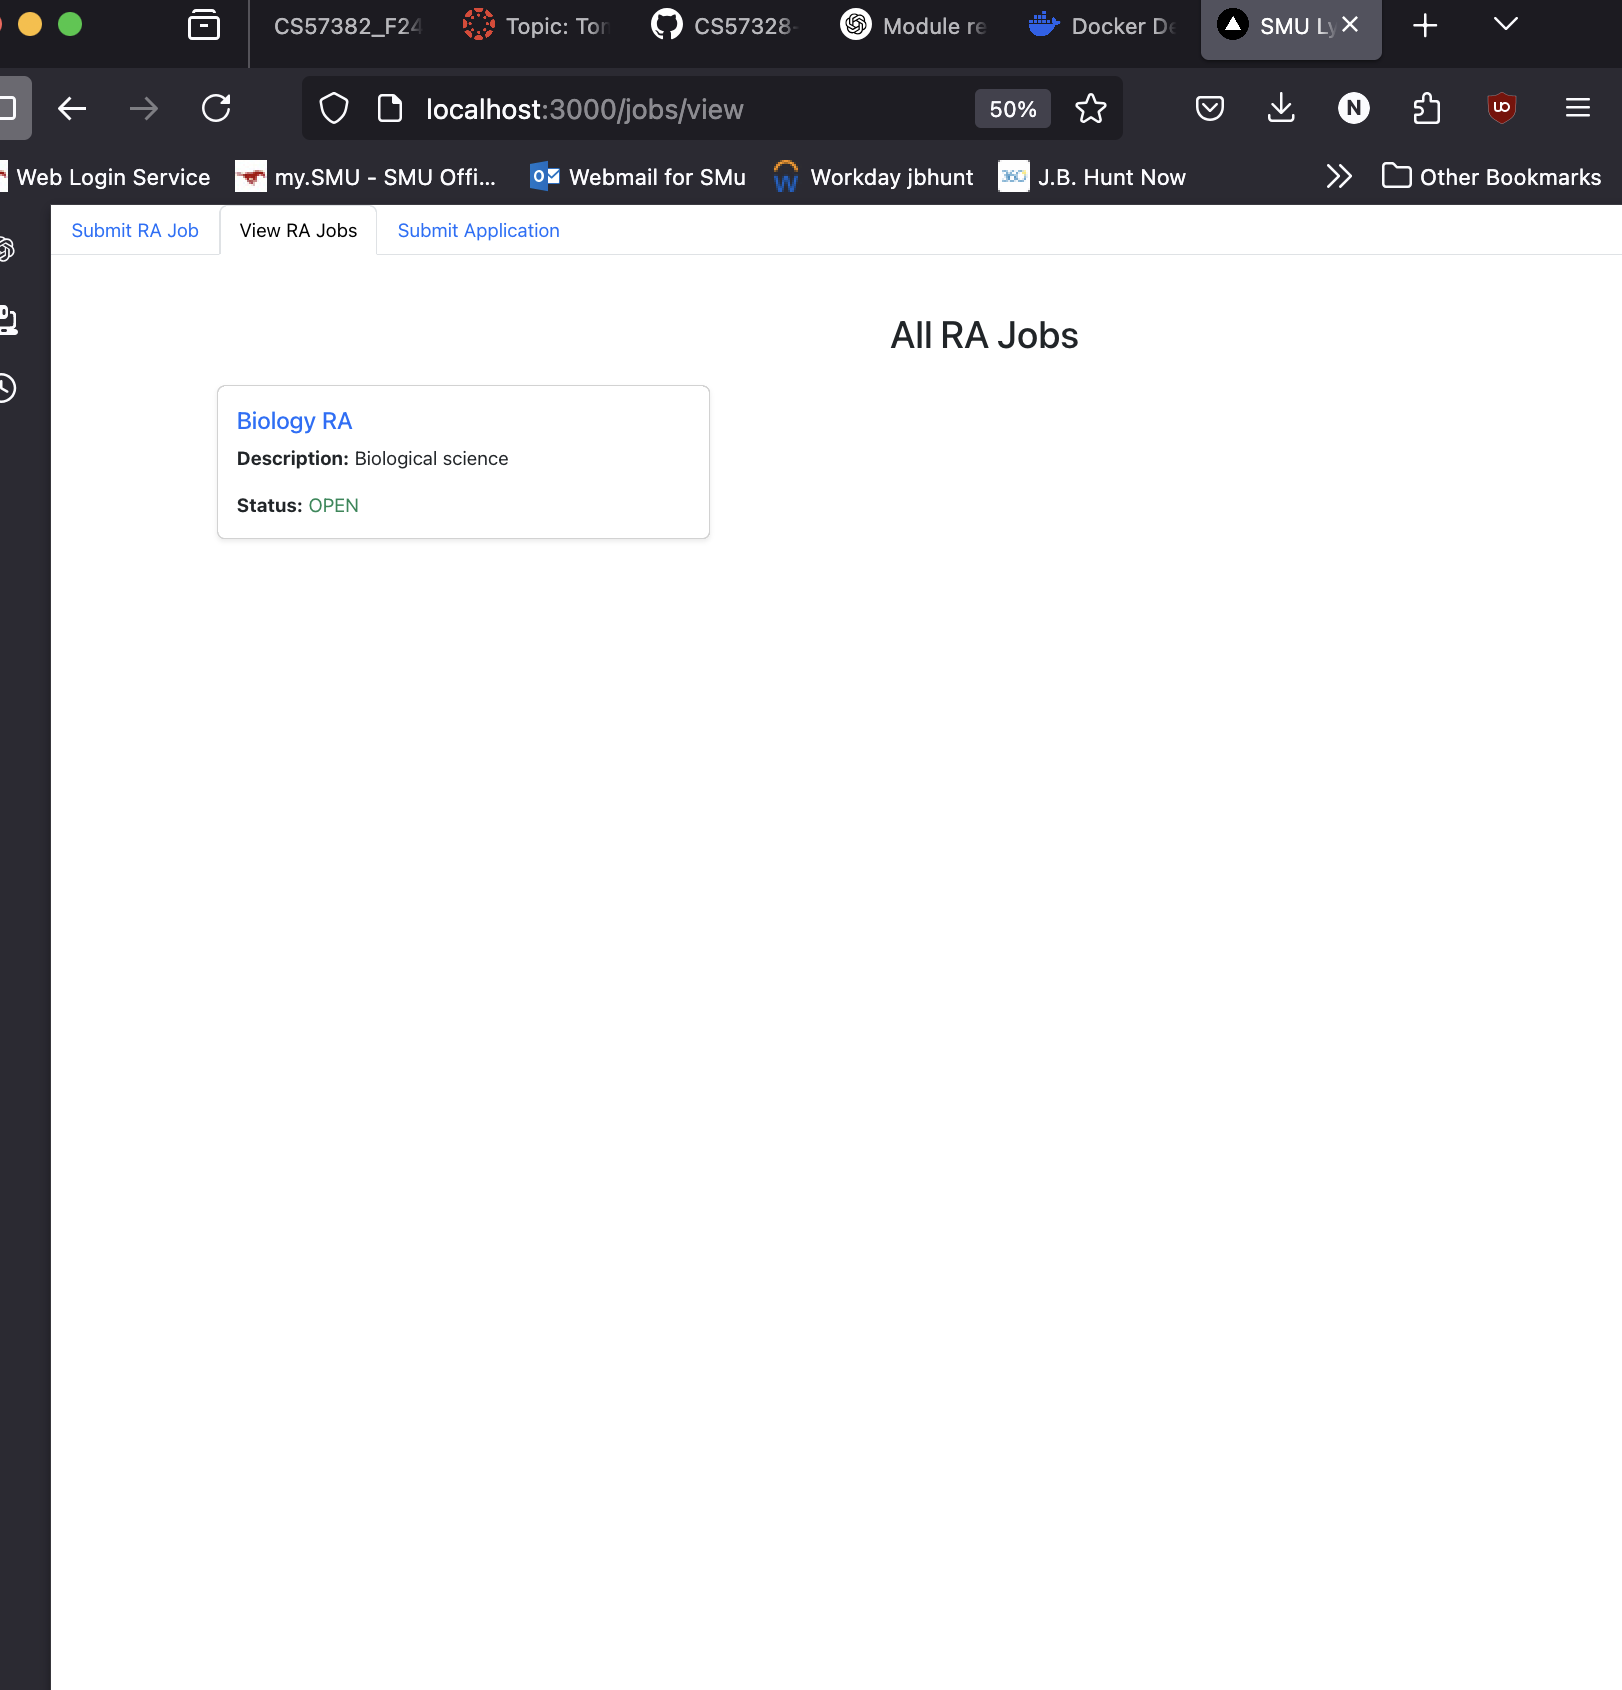 CS57382_F24
Topic: Ton
CS57328-
Module re
Docker De
SMU Ly
localhost:3000/jobs/view
50%
N
Web Login Service
my.SMU - SMU Offi...
Webmail for SMu
Workday jbhunt
J.B. Hunt Now
Other Bookmarks
Submit RA Job
View RA Jobs
Submit Application
All RA Jobs
Biology RA
Description: Biological science
Status: OPEN